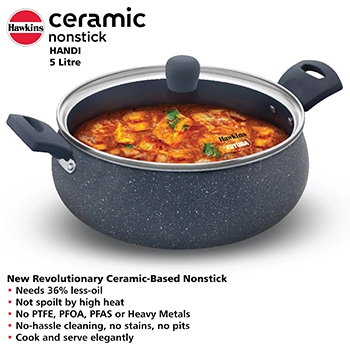 Hawkins
ceramic
nonstick
HANDI
5 Litre
Hawkins
FUTURA
New Revolutionary Ceramic-Based Nonstick
• Needs 36% less-oil
• Not spoilt by high heat
• No PTFE, PFOA, PFAS or Heavy Metals
• No-hassle cleaning, no stains, no pits
• Cook and serve elegantly